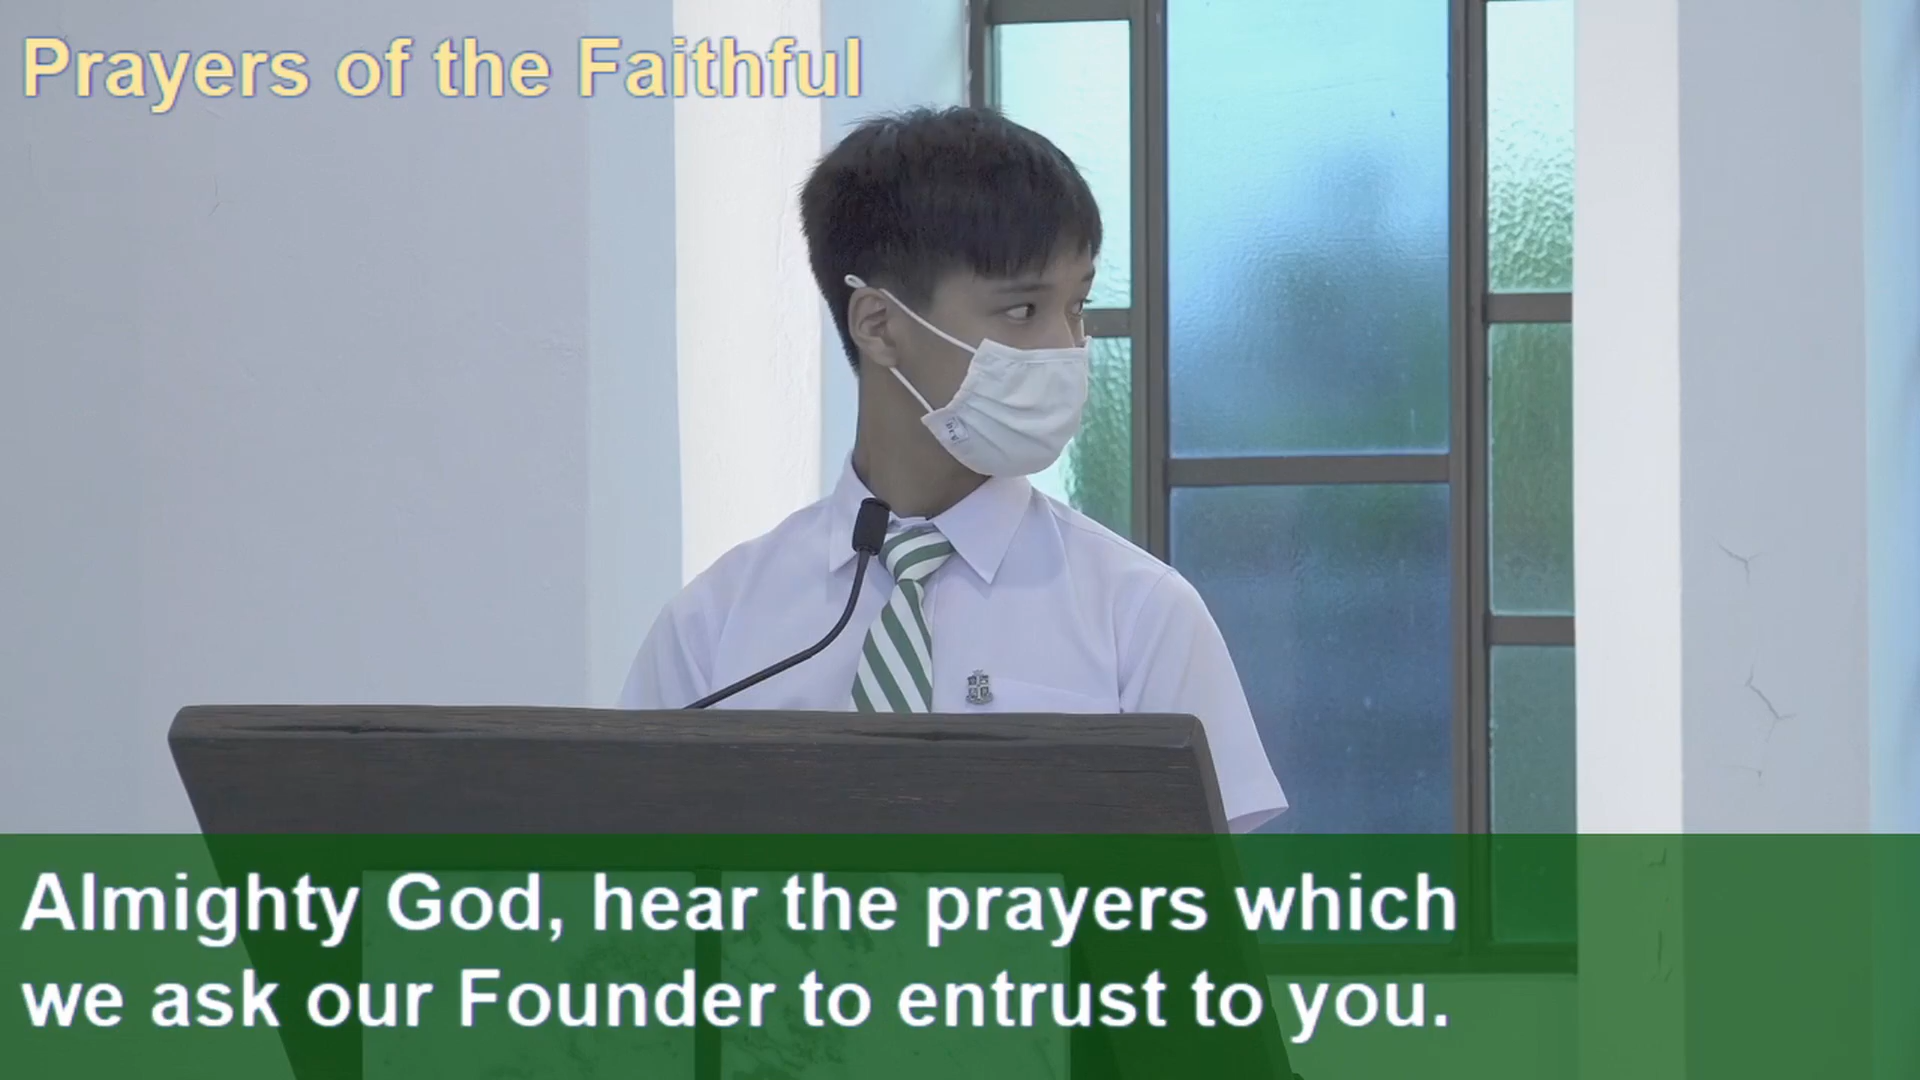 Prayers of the Faithful
Almighty God, hear the prayers which
we ask our Founder to entrust to you.